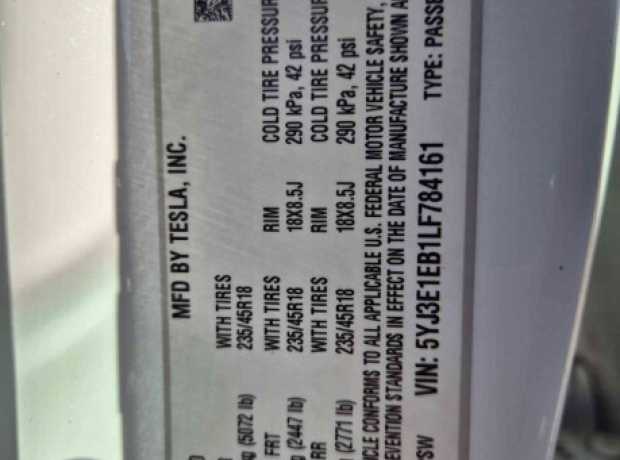 MFD BY TESLA, INC.
(5072 lb) WITH TIRES
235/45R18
FRT WITH TIRES RIM COLD TIRE PRESSURE
(2447 lb) 235/45R18 18X8.5J 290 kPa, 42 psi
RR WITH TIRES RIM COLD TIRE PRESSUR
(2771 lb) 235/45R18 18X8.5J 290 kPa, 42 psi
ICLE CONFORMS TO ALL APPLICABLE U.S. FEDERAL MOTOR VEHICLE SAFETY,
EVENTION STANDARDS IN EFFECT ON THE DATE OF MANUFACTURE SHOWN A
VIN: 5YJ3E1EB1LF784161 TYPE: PASSE